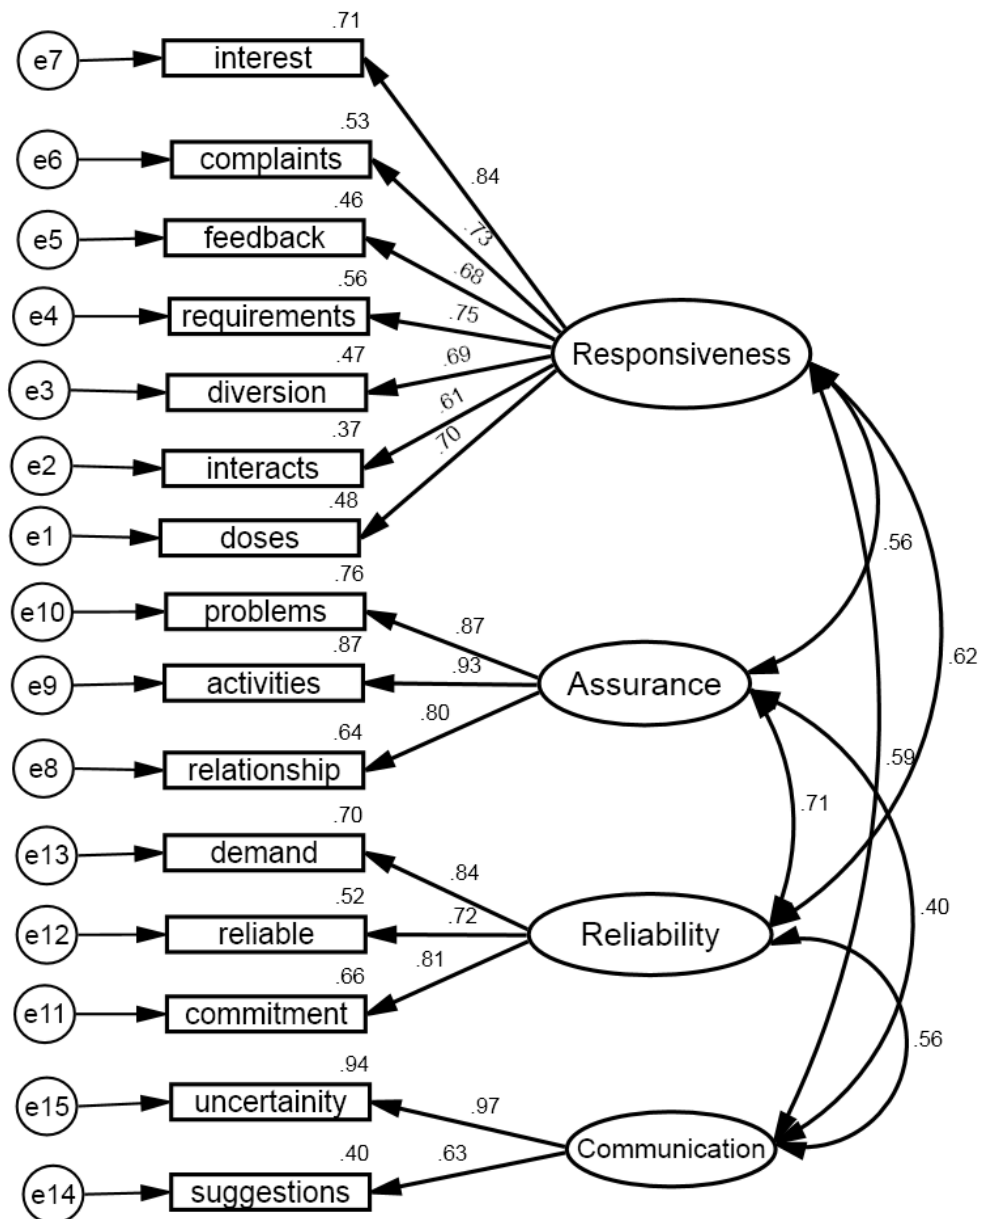 .71
e7 interest
.53
e6 complaints
.84
.46
.73
e5 feedback
.68
.56
.75
e4 requirements
Responsiveness
.47
.69
e3 diversion
.61
.37
.70
e2 interacts
.48
e1 doses
.56
.76
e10 problems
.87
.62
.87
.93
e9 activities
Assurance
.80
.64
e8 relationship
.59
.71
.70
e13 demand
.84
.52
.72
.40
e12 reliable
Reliability
.81
.66
e11 commitment
.56
.94
e15 uncertainity
.97
Communication
.40
.63
e14 suggestions